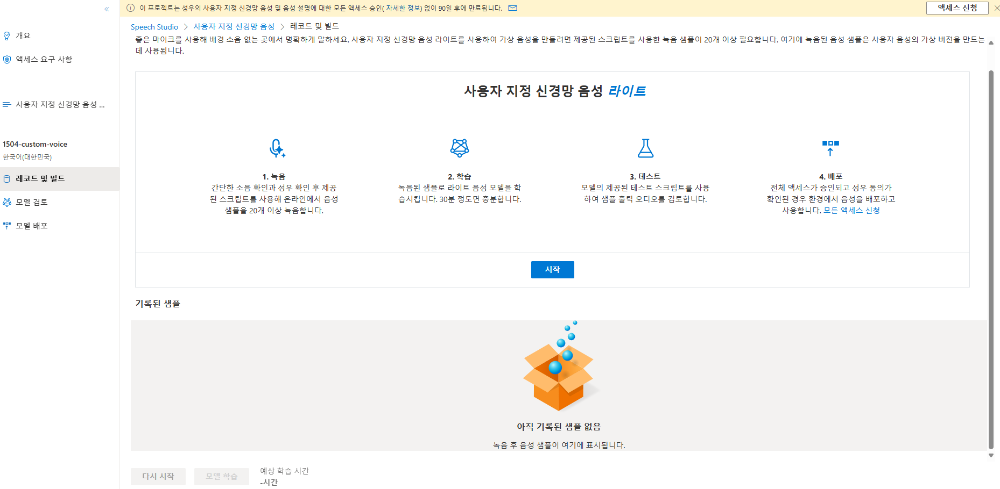 이 프로젝트는 성우의 사용자 지정 신경망 음성 및 음성 설명에 대한 모든 액세스 승인( 자세한 정보) 없이 90일 후에 만료됩니다.
액세스 신청
Speech Studio > 사용자 지정 신경망 음성 > 레코드 및 빌드
좋은 마이크를 사용해 배경 소음 없는 곳에서 명확하게 말하세요. 사용자 지정 신경망 음성 라이트를 사용하여 가상 음성을 만들려면 제공된 스크립트를 사용한 녹음 샘플이 20개 이상 필요합니다. 여기에 녹음된 음성 샘플은 사용자 음성의 가상 버전을 만드는
데 사용됩니다.
개요
액세스 요구 사항
사용자 지정 신경망 음성 ...
1504-custom-voice
한국어(대한민국)
레코드 및 빌드
모델 검토
모델 배포
사용자 지정 신경망 음성 라이트
1. 녹음
간단한 소음 확인과 성우 확인 후 제공
된 스크립트를 사용해 온라인에서 음성
샘플을 20개 이상 녹음합니다.
2. 학습
녹음된 샘플로 라이트 음성 모델을 학
습시킵니다. 30분 정도면 충분합니다.
3. 테스트
모델의 제공된 테스트 스크립트를 사용
하여 샘플 출력 오디오를 검토합니다.
4. 배포
전체 액세스가 승인되고 성우 동의가
확인된 경우 환경에서 음성을 배포하고
사용합니다. 모든 액세스 신청
시작
기록된 샘플
아직 기록된 샘플 없음
녹음 후 음성 샘플이 여기에 표시됩니다.
다시 시작
모델 학습
예상 학습 시간
-시간